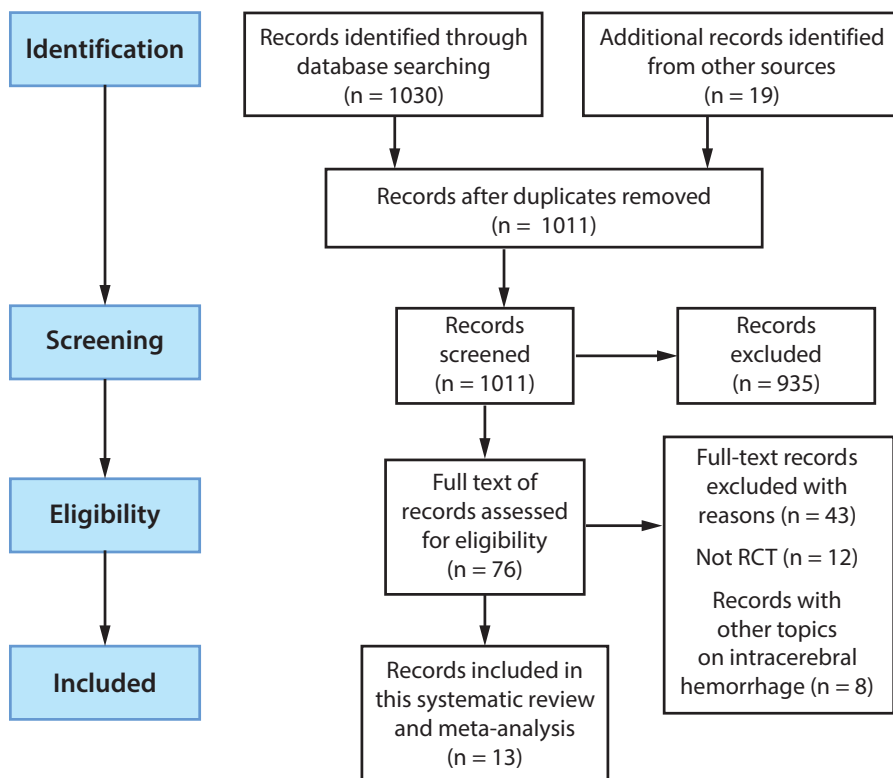 Identification
Records identified through
database searching
(n = 1030)
Additional records identified
from other sources
(n = 19)
Records after duplicates removed
(n = 1011)
Screening
Records
screened
(n = 1011)
Records
excluded
(n = 935)
Eligibility
Full text of
records assessed
for eligibility
(n = 76)
Full-text records
excluded with
reasons (n = 43)
Not RCT (n = 12)
Records with
other topics
on intracerebral
hemorrhage (n = 8)
Included
Records included in
this systematic review
and meta-analysis
(n = 13)